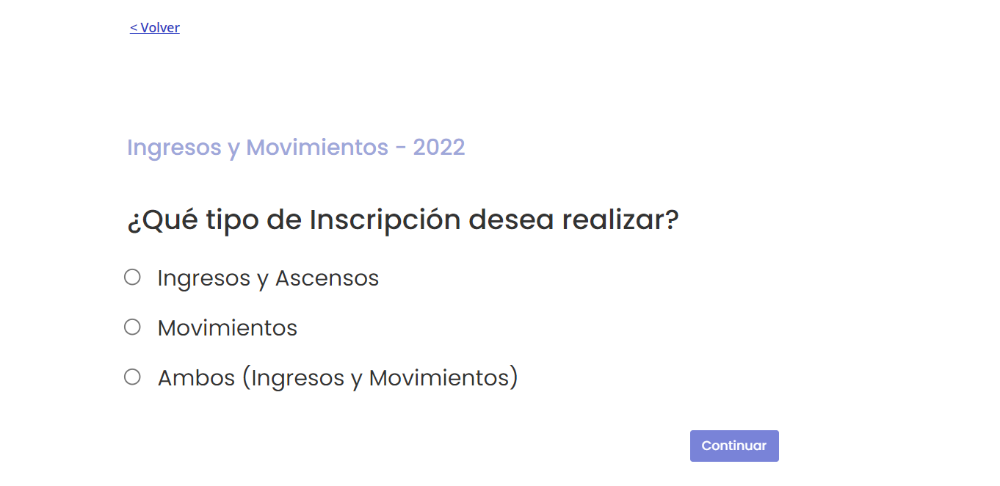 < Volver
Ingresos y Movimientos - 2022
¿Qué tipo de Inscripción desea realizar?
Ingresos y Ascensos
Movimientos
Ambos (Ingresos y Movimientos)
Continuar